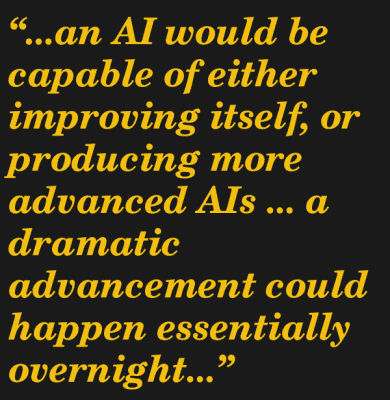 “...an AI would be
capable of either
improving itself, or
producing more
advanced AIs ... a
dramatic
advancement could
happen essentially
overnight...”